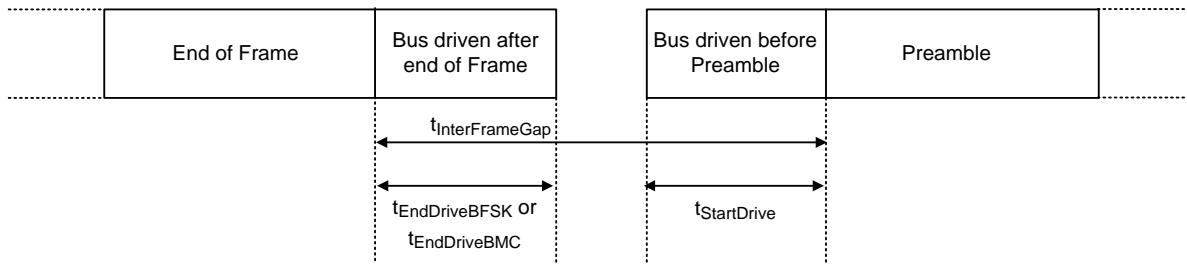 End of Frame
Bus driven after
end of Frame
Bus driven before
Preamble
Preamble
tInterFrameGap
tEndDriveBFSK or
tEndDriveBMC
tStartDrive